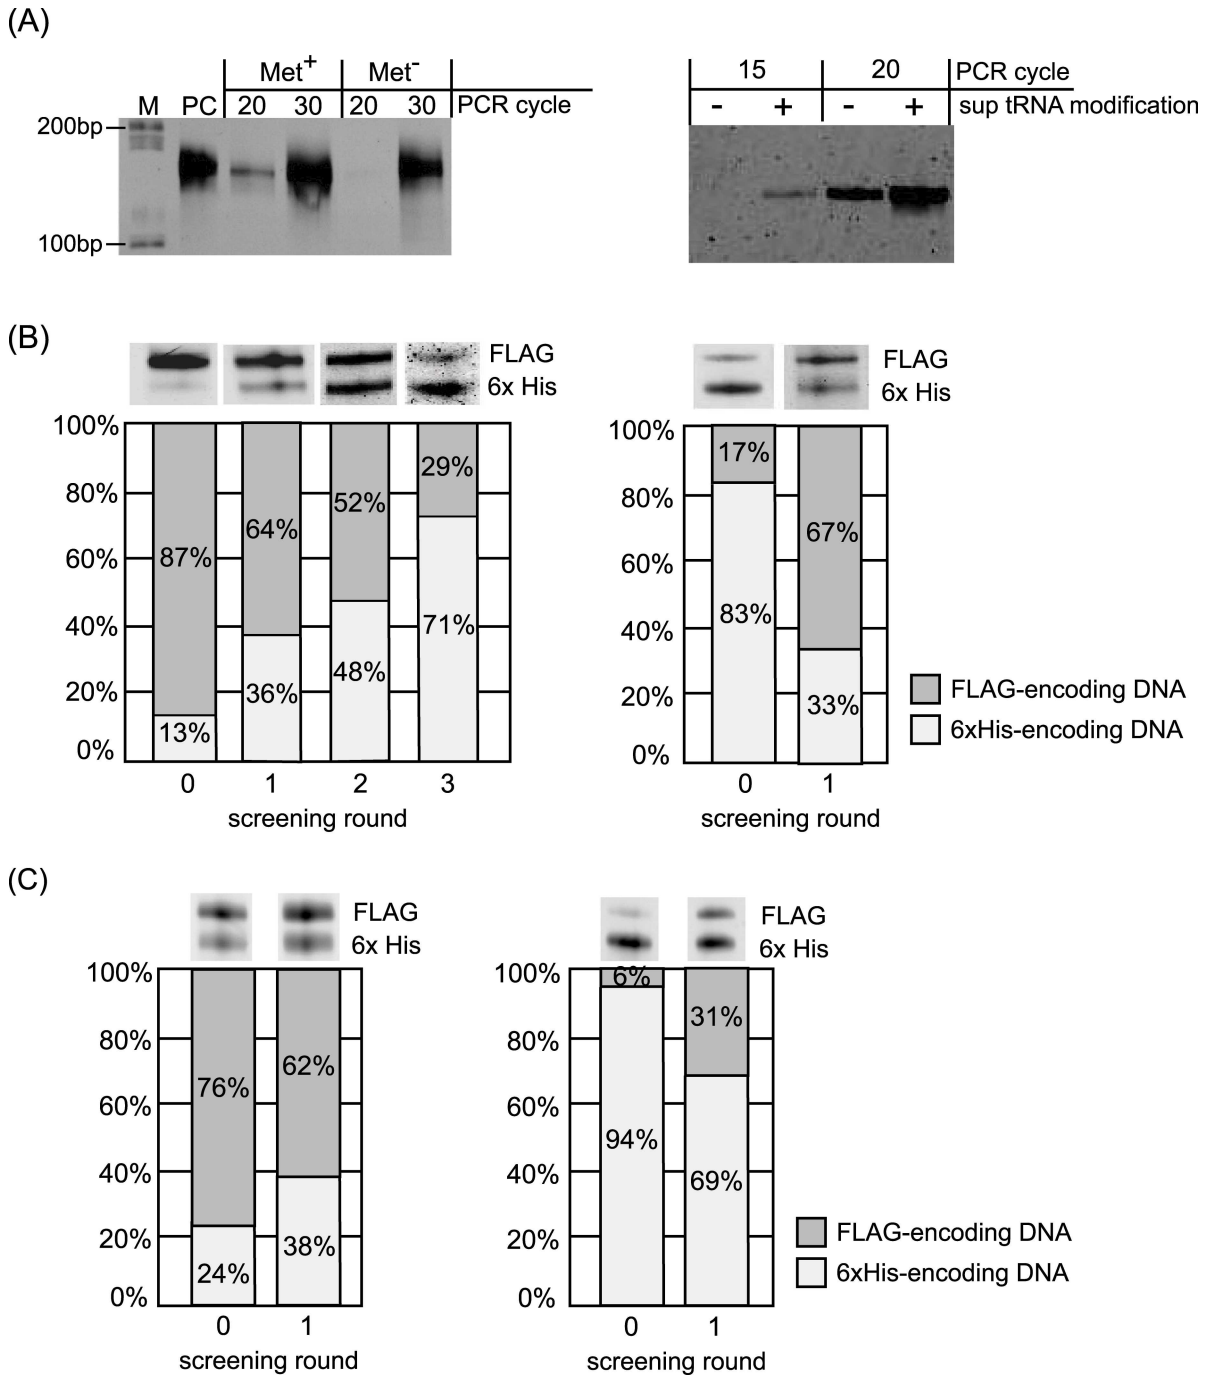 (A)
Met+ Met-
M PC 20 30 20 30 PCR cycle
200bp
100bp
15 20 PCR cycle
- + - + sup tRNA modification
(B)
FLAG
6x His
100%
80%
60%
40%
20%
0%
87% 64% 52% 29%
13% 36% 48% 71%
0 1 2 3
screening round
FLAG
6x His
100%
80%
60%
40%
20%
0%
17% 67%
83% 33%
0 1
screening round
FLAG-encoding DNA
6xHis-encoding DNA
(C)
FLAG
6x His
100%
80%
60%
40%
20%
0%
76% 62%
24% 38%
0 1
screening round
FLAG
6x His
100%
80%
60%
40%
20%
0%
6% 31%
94% 69%
0 1
screening round
FLAG-encoding DNA
6xHis-encoding DNA